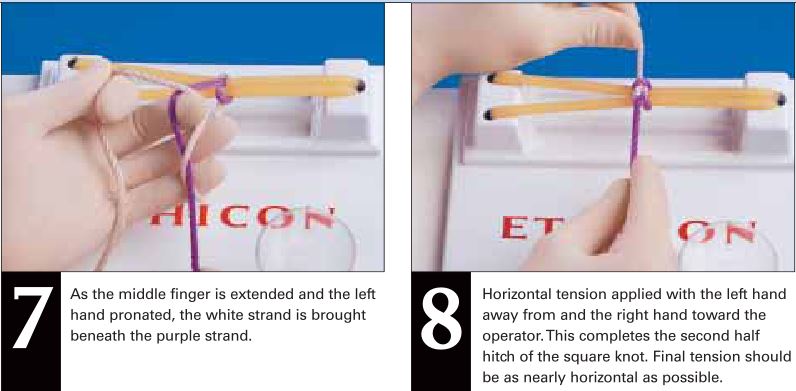 HICON
ET ON
7
As the middle finger is extended and the left
hand pronated, the white strand is brought
beneath the purple strand.
8
Horizontal tension applied with the left hand
away from and the right hand toward the
operator. This completes the second half
hitch of the square knot. Final tension should
be as nearly horizontal as possible.